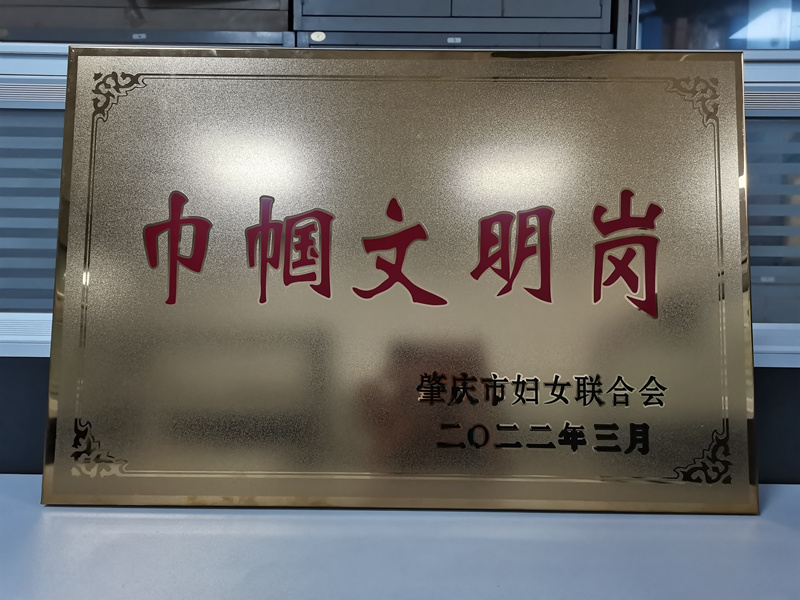 巾帼文明岗
肇庆市妇女联合会
二〇二二年三月